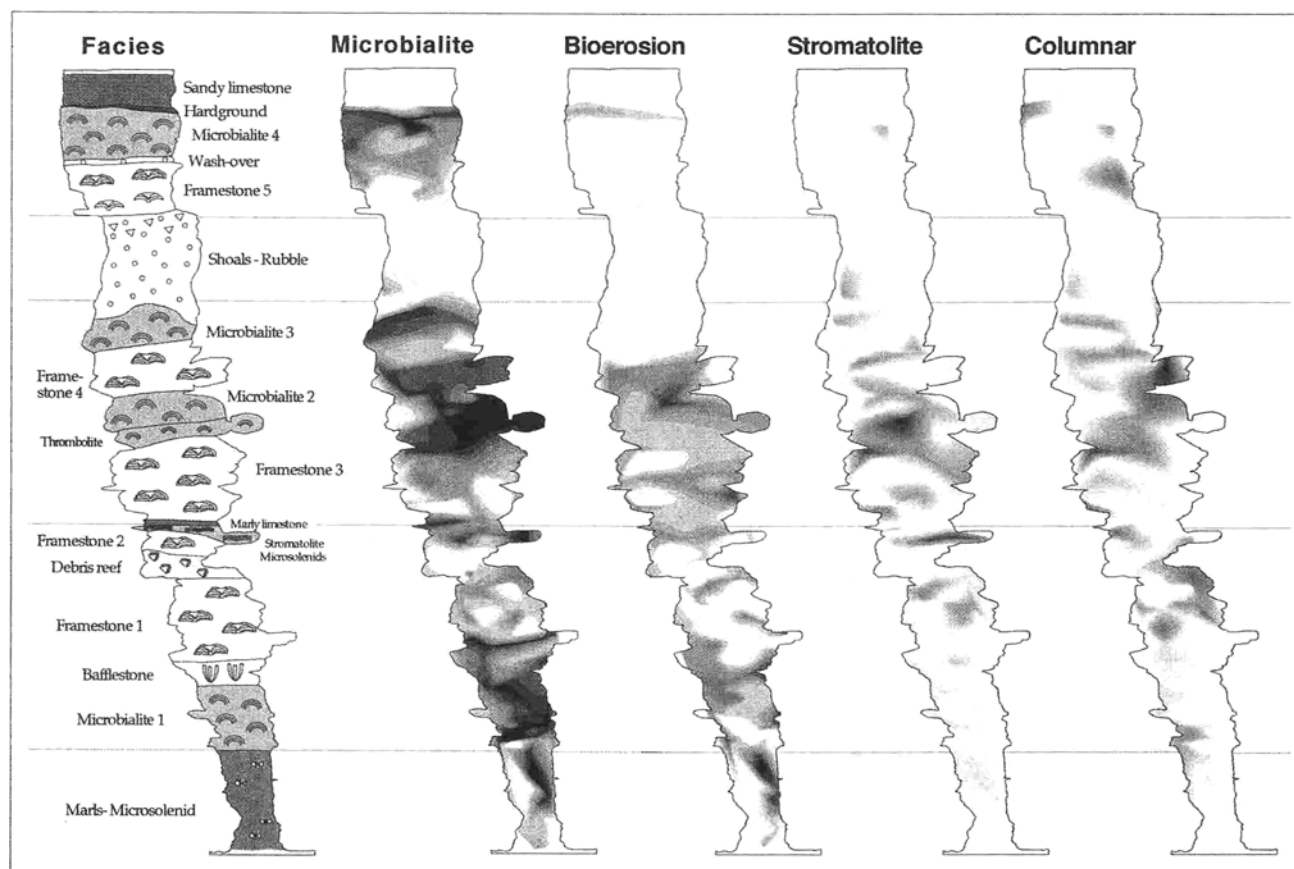 Facies
Microbialite
Bioerosion
Stromatolite
Columnar
Sandy limestone
Hardground
Microbialite 4
Wash-over
Framestone 5
Shoals - Rubble
Microbialite 3
Frame-
stone 4
Microbialite 2
Thrombolite
Framestone 3
Marly limestone
Framestone 2
Stromatolite
Microsolenids
Debris reef
Framestone 1
Bafflestone
Microbialite 1
Marls- Microsolenid